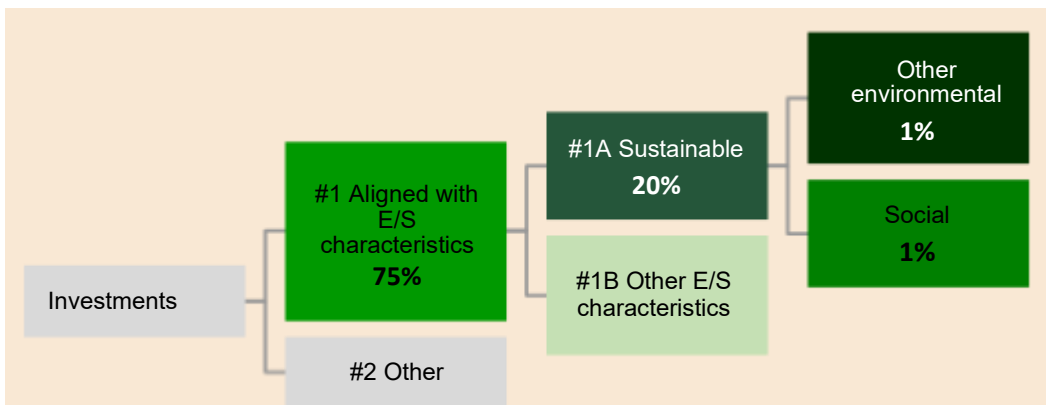 Investments
#1 Aligned with
E/S
characteristics
75%
#2 Other
#1A Sustainable
20%
#1B Other E/S
characteristics
Other
environmental
1%
Social
1%